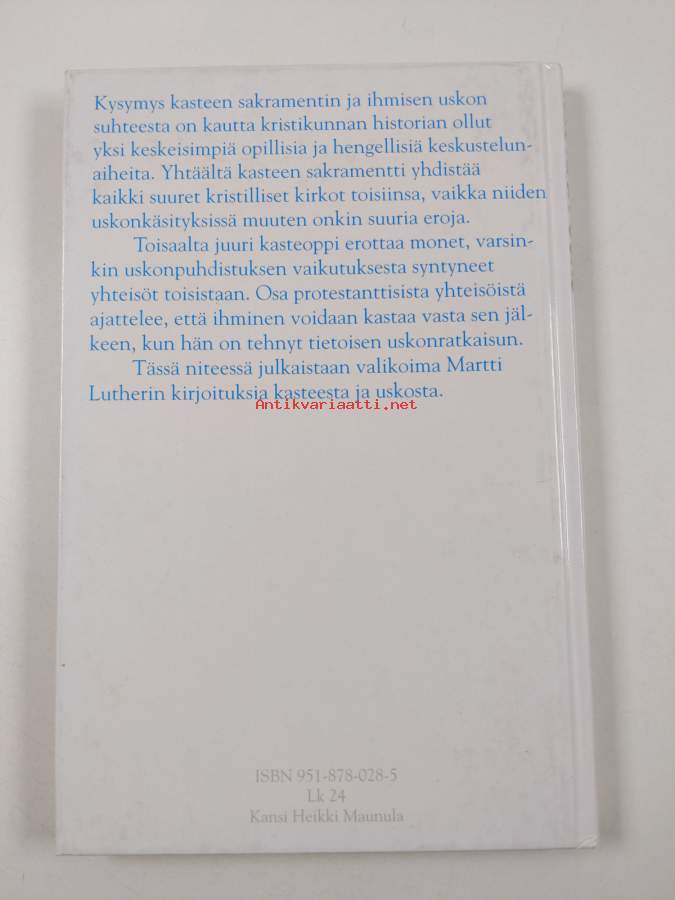 Kysymys kasteen sakramentin ja ihmisen uskon
suhteesta on kautta kristikunnan historian ollut
yksi keskeisimpiä opillisia ja hengellisiä keskustelun-
aiheita. Yhtäältä kasteen sakramentti yhdistää
kaikki suuret kristilliset kirkot toisiinsa, vaikka niiden
uskonkäsityksissä muuten onkin suuria eroja.
Toisaalta juuri kasteoppi erottaa monet, varsin-
kin uskonpuhdistuksen vaikutuksesta syntyneet
yhteisöt toisistaan. Osa protestanttisista yhteisöistä
ajattelee, että ihminen voidaan kastaa vasta sen jäl-
keen, kun hän on tehnyt tietoisen uskonratkaisun.
Tässä niteessä julkaistaan valikoima Martti
Lutherin kirjoituksia kasteesta ja uskosta.
Antikvariaatti.net
ISBN 951-878-028-5
Lk 24
Kansi Heikki Maunula